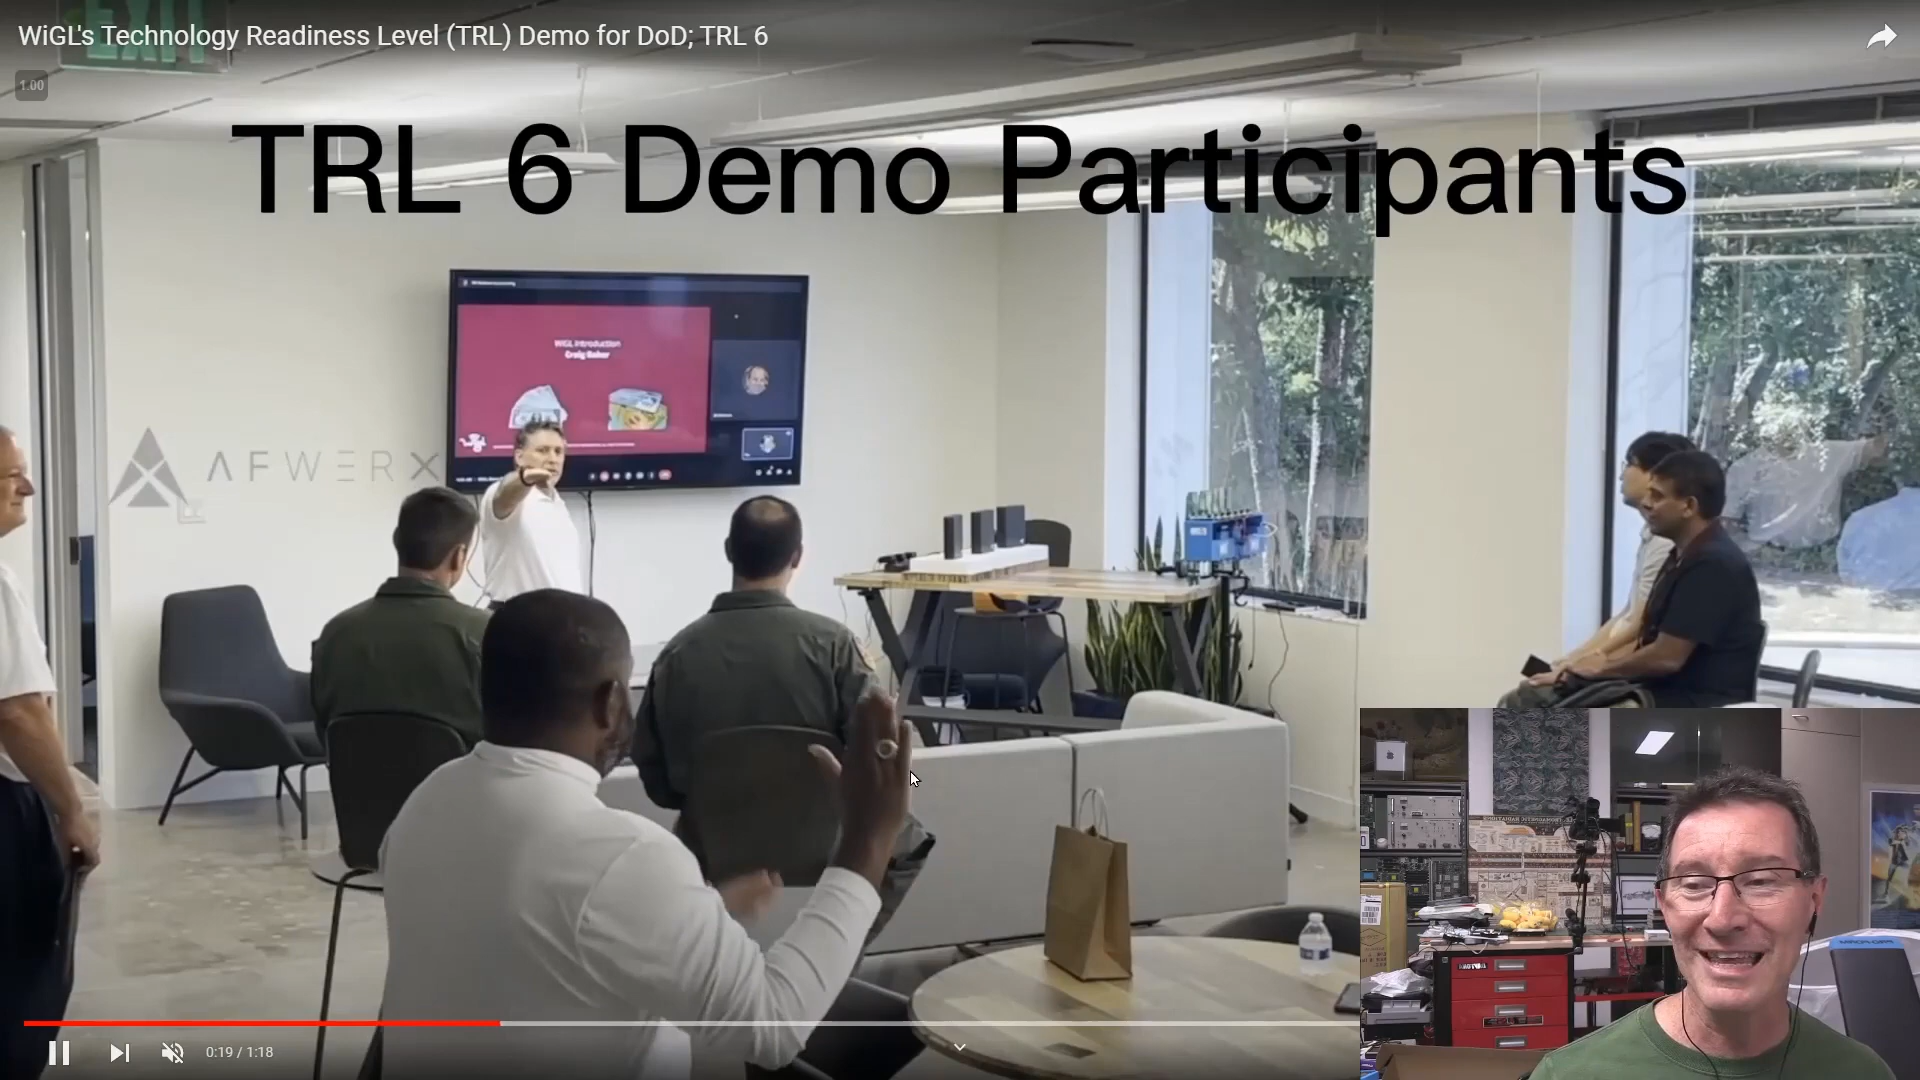 WiGL's Technology Readiness Level (TRL) Demo for DoD; TRL 6
EXIT
1.00
TRL 6 Demo Participants
WiGL Introduction
Craig Baker
AFWERX
0:19 / 1:18